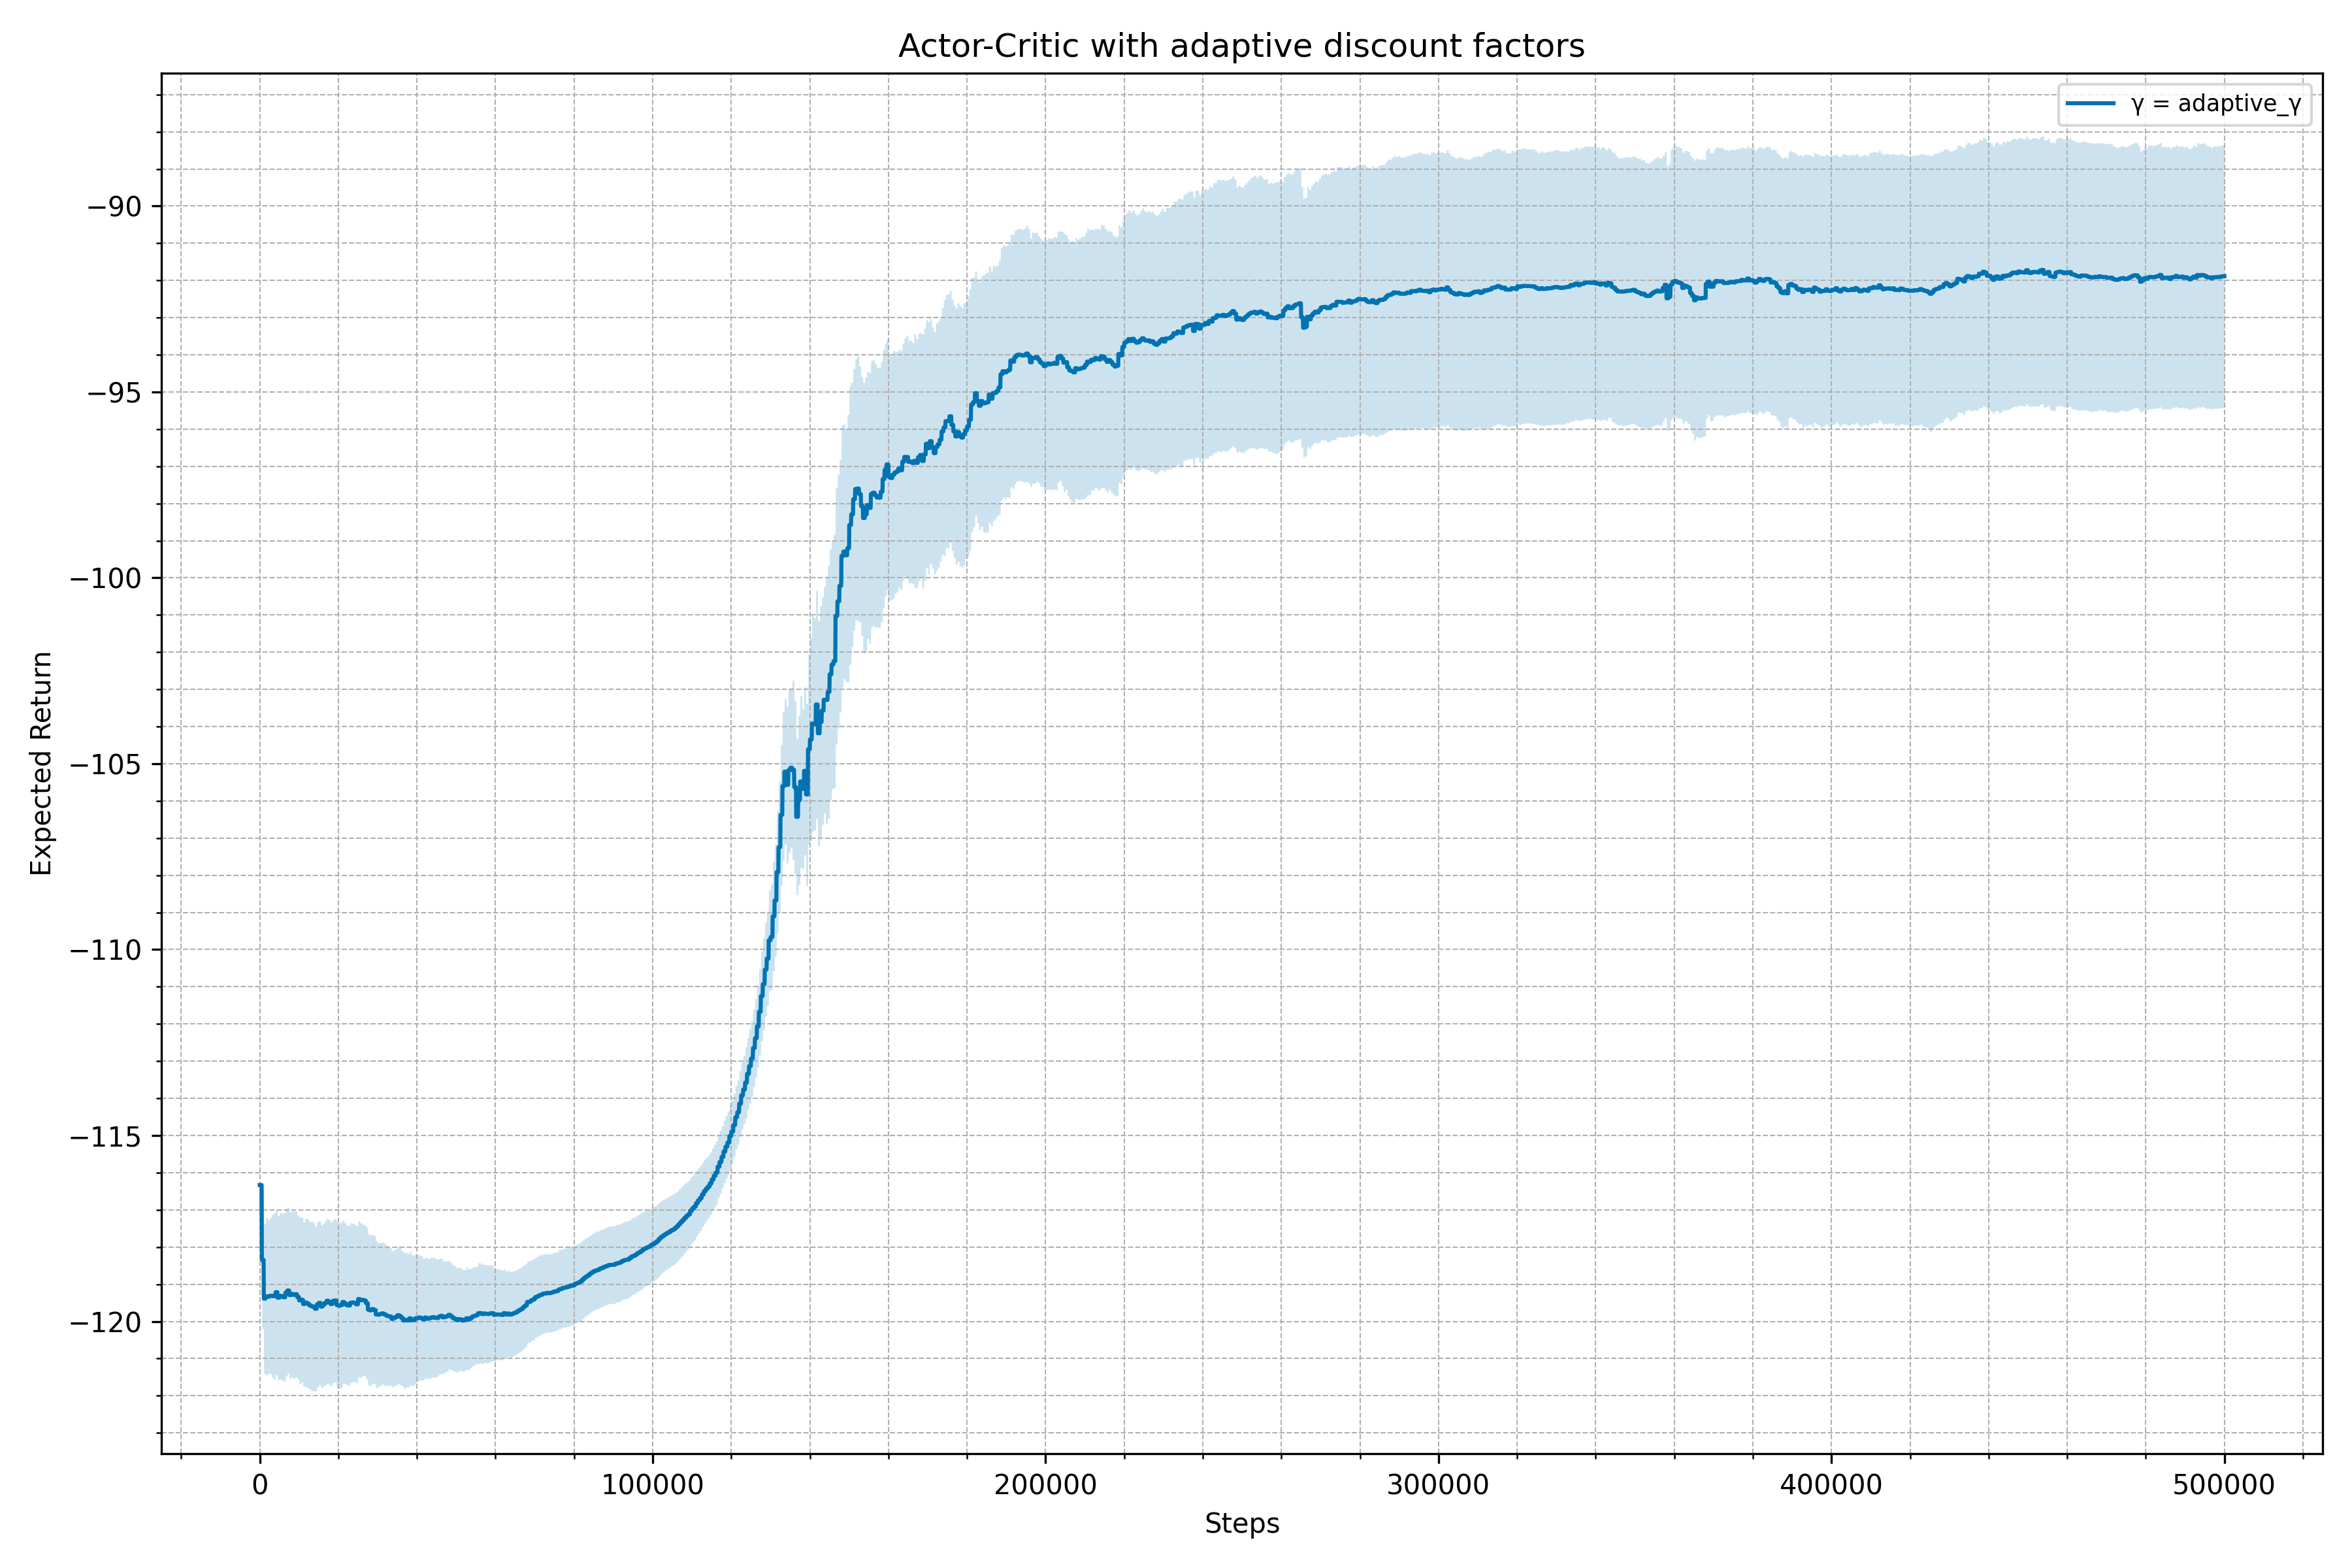 Actor-Critic with adaptive discount factors
γ = adaptive_γ
Expected Return
−90
−95
−100
−105
−110
−115
−120
0 100000 200000 300000 400000 500000
Steps